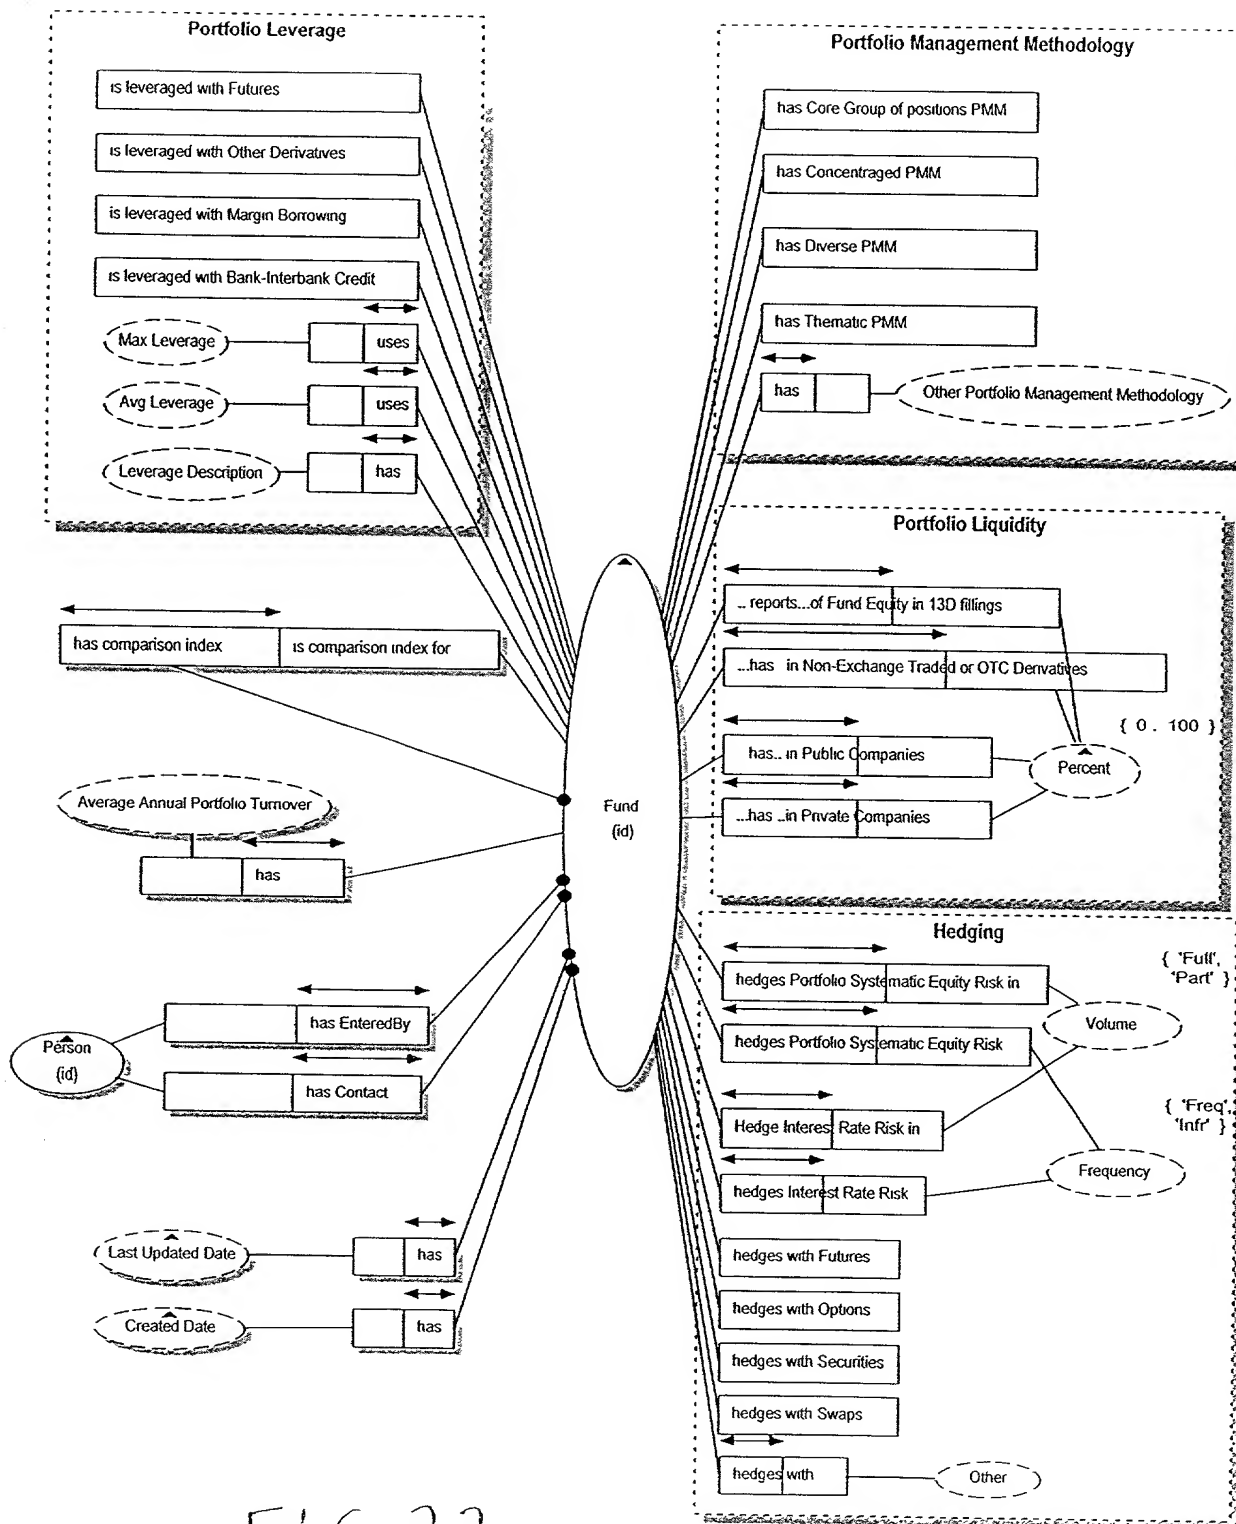 Portfolio Leverage
is leveraged with Futures
is leveraged with Other Derivatives
is leveraged with Margin Borrowing
is leveraged with Bank-Interbank Credit
Max Leverage
uses
Avg Leverage
uses
Leverage Description
has
has comparison index
is comparison index for
Average Annual Portfolio Turnover
has
Person
(id)
has EnteredBy
has Contact
Last Updated Date
has
Created Date
has
Fund
(id)
Portfolio Management Methodology
has Core Group of positions PMM
has Concentraged PMM
has Diverse PMM
has Thematic PMM
has
Other Portfolio Management Methodology
Portfolio Liquidity
... reports...of Fund Equity in 13D fillings
...has in Non-Exchange Traded or OTC Derivatives
{ 0 . 100 }
...has.. in Public Companies
Percent
...has ...in Private Companies
Hedging
{ 'Full',
'Part' }
hedges Portfolio Systematic Equity Risk in
Volume
hedges Portfolio Systematic Equity Risk
{ 'Freq',
'Infr' }
Hedge Interest Rate Risk in
Frequency
hedges Interest Rate Risk
hedges with Futures
hedges with Options
hedges with Securities
hedges with Swaps
hedges with
Other